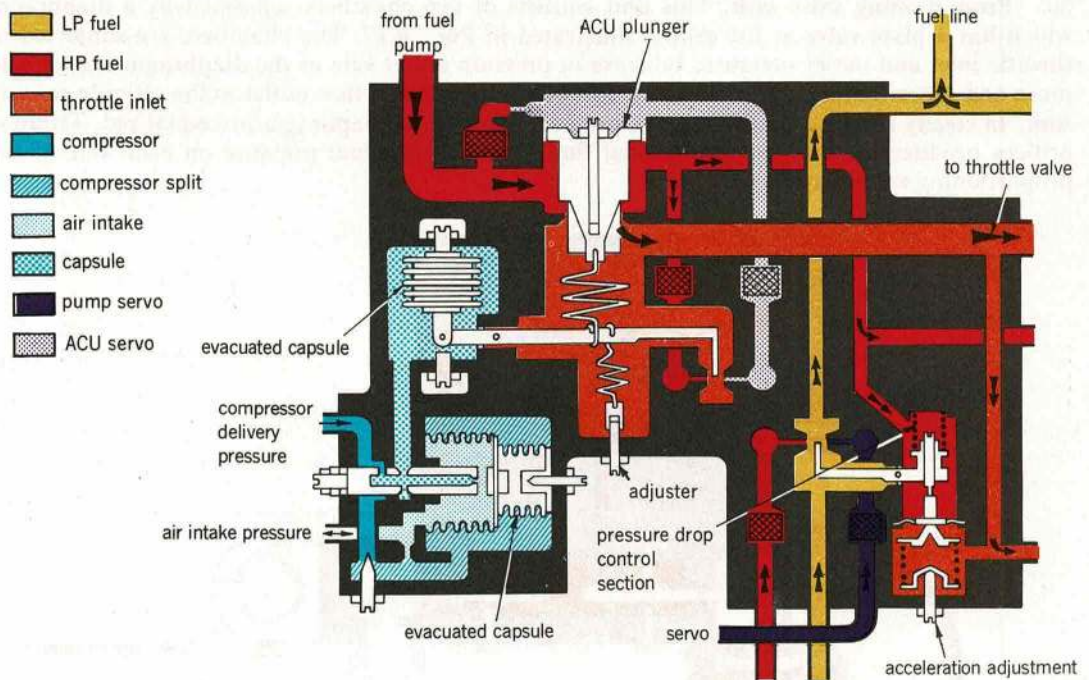 LP fuel
HP fuel
throttle inlet
compressor
compressor split
air intake
capsule
pump servo
ACU servo
from fuel
pump
ACU plunger
fuel line
to throttle valve
evacuated capsule
compressor
delivery
pressure
air intake pressure
evacuated capsule
adjuster
pressure drop
control
section
servo
acceleration adjustment